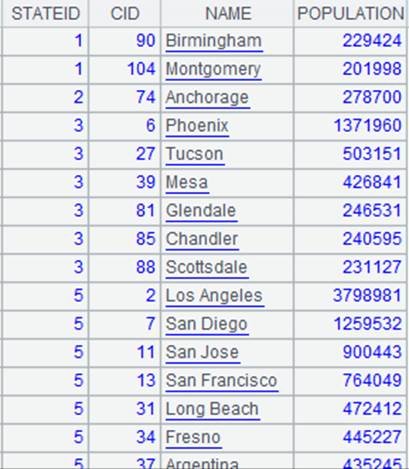 STATEID CID NAME POPULATION
1 90 Birmingham 229424
1 104 Montgomery 201998
2 74 Anchorage 278700
3 6 Phoenix 1371960
3 27 Tucson 503151
3 39 Mesa 426841
3 81 Glendale 246531
3 85 Chandler 240595
3 88 Scottsdale 231127
5 2 Los Angeles 3798981
5 7 San Diego 1259532
5 11 San Jose 900443
5 13 San Francisco 764049
5 31 Long Beach 472412
5 34 Fresno 445227
5 37 Argentina 435245